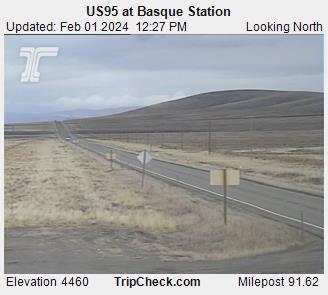 US95 at Basque Station
Updated: Feb 01 2024 12:27 PM Looking North
Elevation 4460 TripCheck.com Milepost 91.62